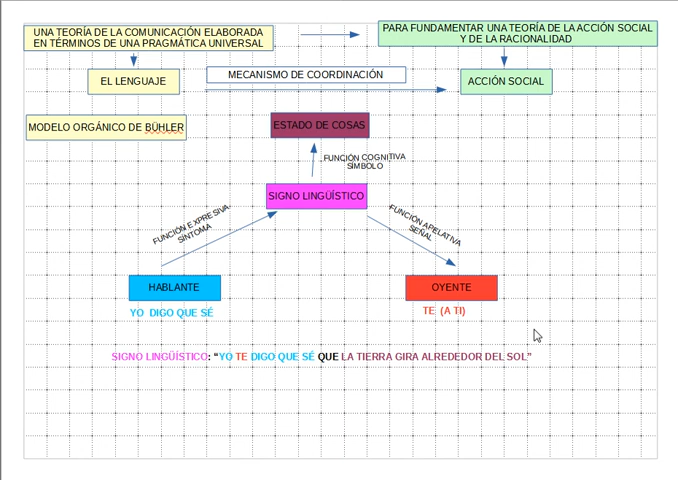 UNA TEORÍA DE LA COMUNICACIÓN ELABORADA
EN TÉRMINOS DE UNA PRAGMÁTICA UNIVERSAL
PARA FUNDAMENTAR UNA TEORÍA DE LA ACCIÓN SOCIAL
Y DE LA RACIONALIDAD
EL LENGUAJE
MECANISMO DE COORDINACIÓN
ACCIÓN SOCIAL
MODELO ORGÁNICO DE BÜHLER
ESTADO DE COSAS
FUNCIÓN COGNITIVA
SÍMBOLO
SIGNO LINGÜÍSTICO
FUNCIÓN EXPRESIVA
SÍNTOMA
FUNCIÓN APELATIVA
SEÑAL
HABLANTE
OYENTE
YO DIGO QUE SÉ
TE (A TI)
SIGNO LINGÜÍSTICO: “YO TE DIGO QUE SÉ QUE LA TIERRA GIRA ALREDEDOR DEL SOL”